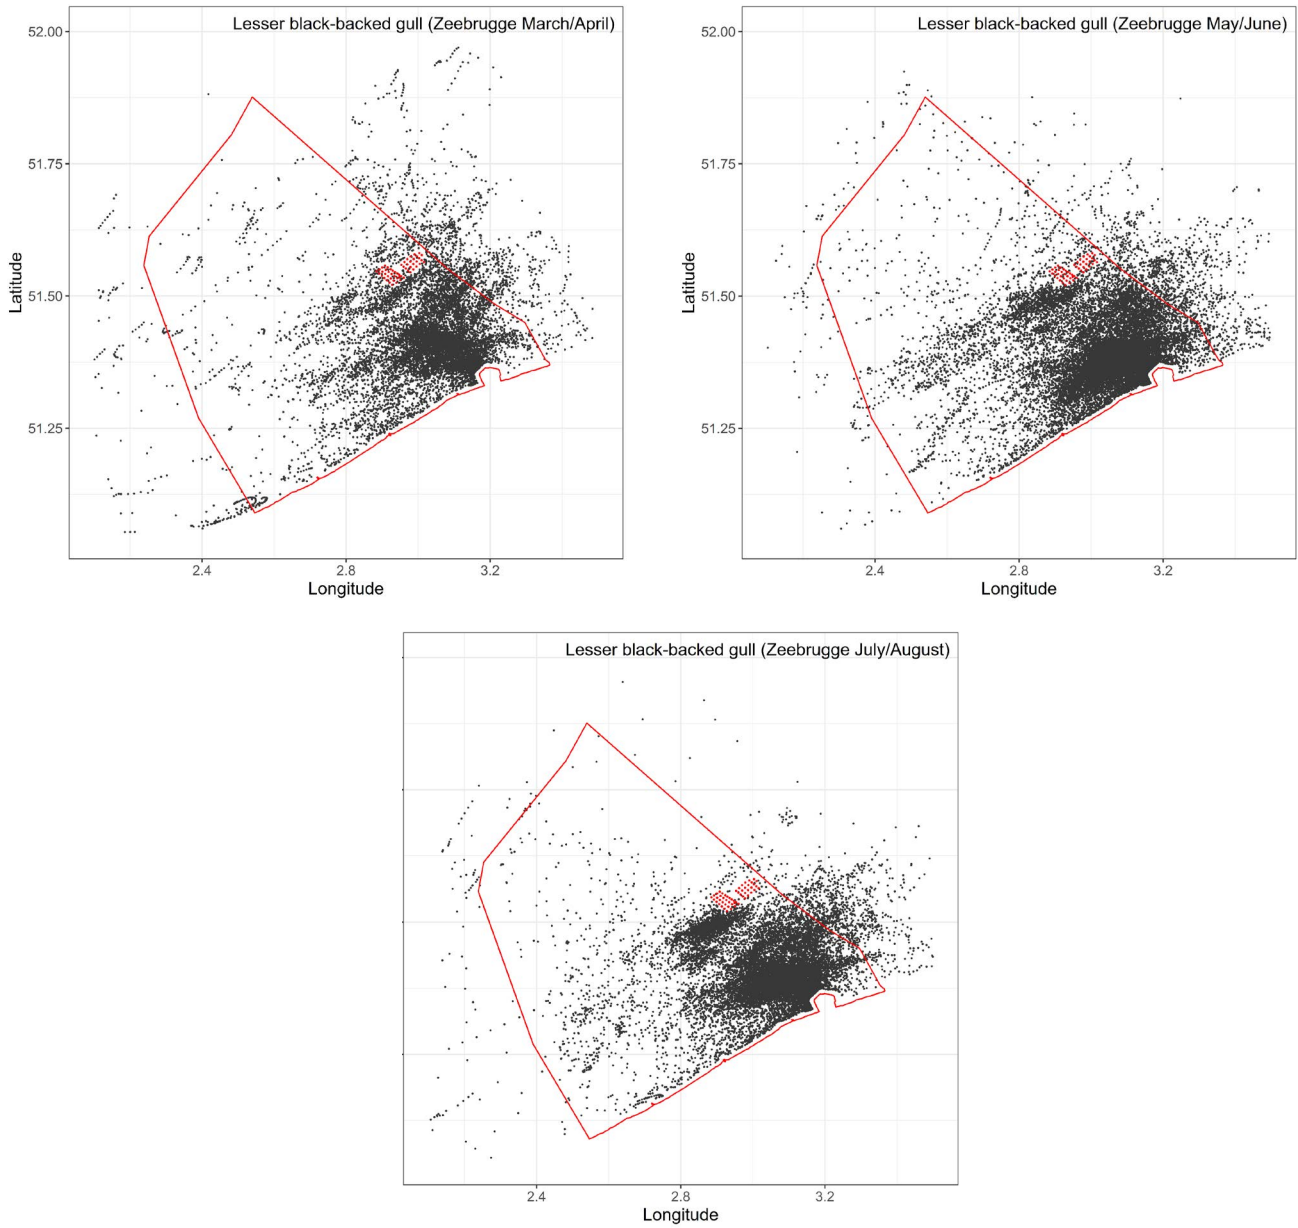 Lesser black-backed gull (Zeebrugge March/April)
52.00
51.75
51.50
51.25
Latitude
2.4 2.8 3.2
Longitude
Lesser black-backed gull (Zeebrugge May/June)
52.00
51.75
51.50
51.25
Latitude
2.4 2.8 3.2
Longitude
Lesser black-backed gull (Zeebrugge July/August)
2.4 2.8 3.2
Longitude